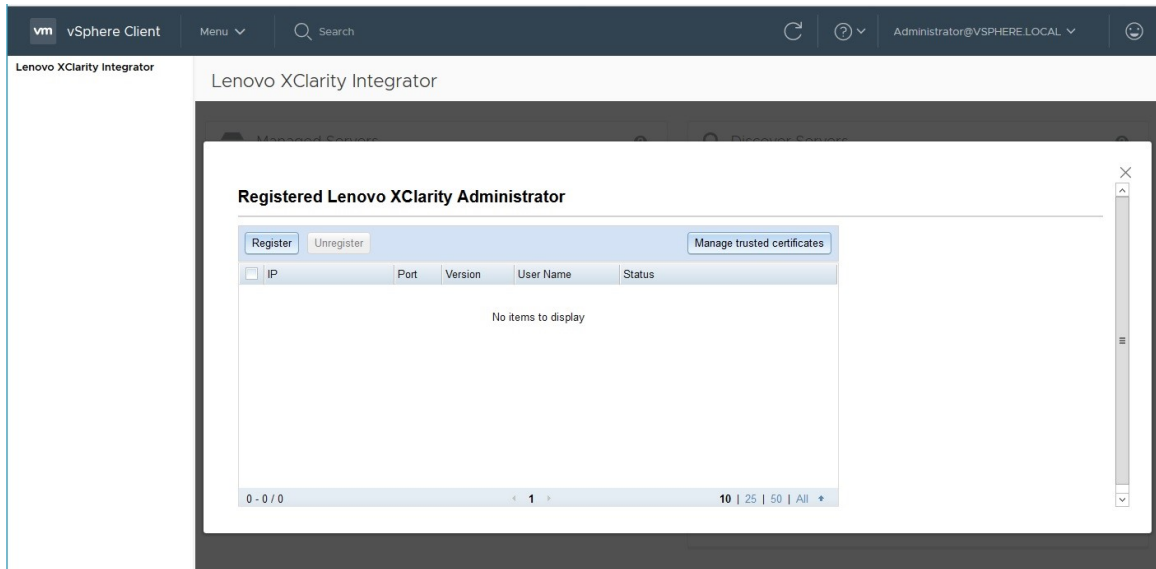 vm vSphere Client Menu Search Administrator@VSPHERE.LOCAL
Lenovo XClarity Integrator
Lenovo XClarity Integrator
Managed Servers Discover Servers
Registered Lenovo XClarity Administrator
Register Unregister Manage trusted certificates
IP Port Version User Name Status
No items to display
0 - 0 / 0 1 10 | 25 | 50 | All